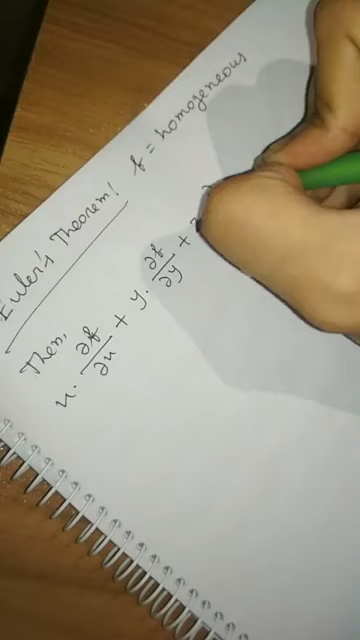 Euler's Theorem! f = homogeneous
Then,
x. ∂f/∂x + y. ∂f/∂y +